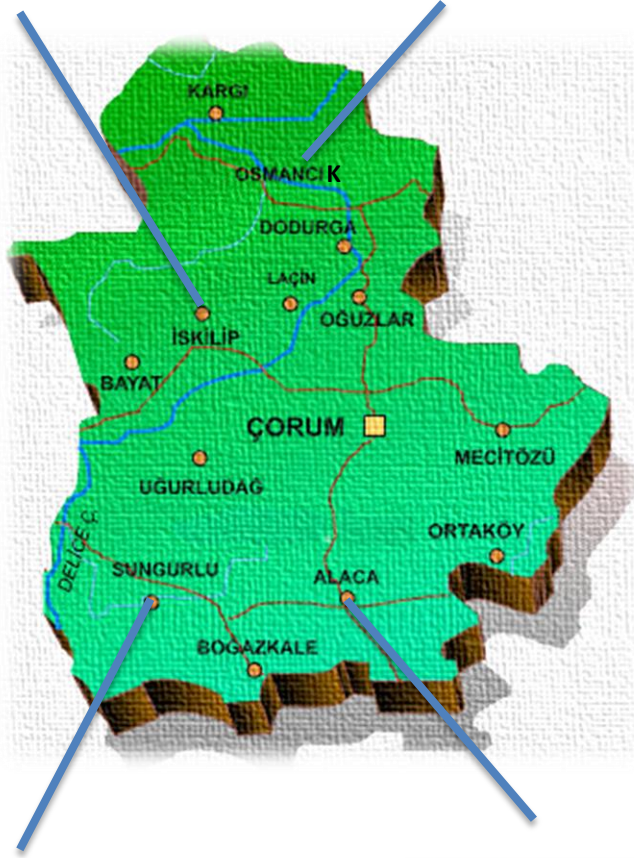 KARGI
OSMANCIK
DODURGA
LAÇİN
OĞUZLAR
İSKİLİP
BAYAT
ÇORUM
MECİTÖZÜ
UĞURLUDAĞ
ORTAKÖY
DELİCE Ç.
SUNGURLU
ALACA
BOĞAZKALE